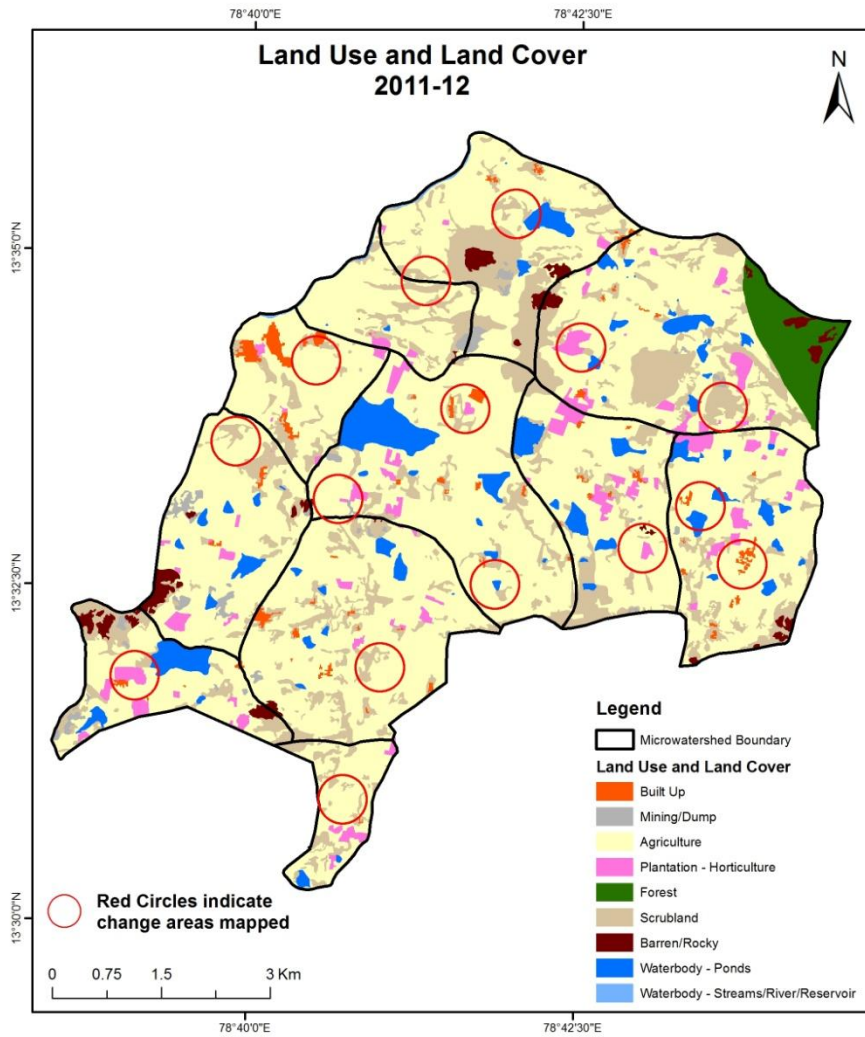 78°40'0"E
78°42'30"E
Land Use and Land Cover
2011-12
N
13°35'0"N
13°32'30"N
13°30'0"N
Legend
Microwatershed Boundary
Land Use and Land Cover
Built Up
Mining/Dump
Agriculture
Plantation - Horticulture
Forest
Scrubland
Barren/Rocky
Waterbody - Ponds
Waterbody - Streams/River/Reservoir
Red Circles indicate
change areas mapped
0 0.75 1.5 3 Km
78°40'0"E
78°42'30"E